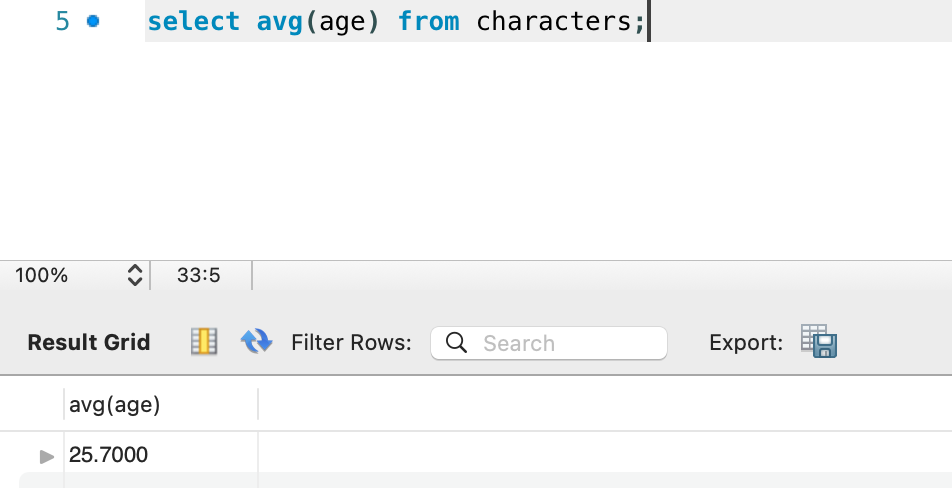 5 select avg(age) from characters;
100% 33:5
Result Grid Filter Rows: Search Export:
avg(age)
25.7000